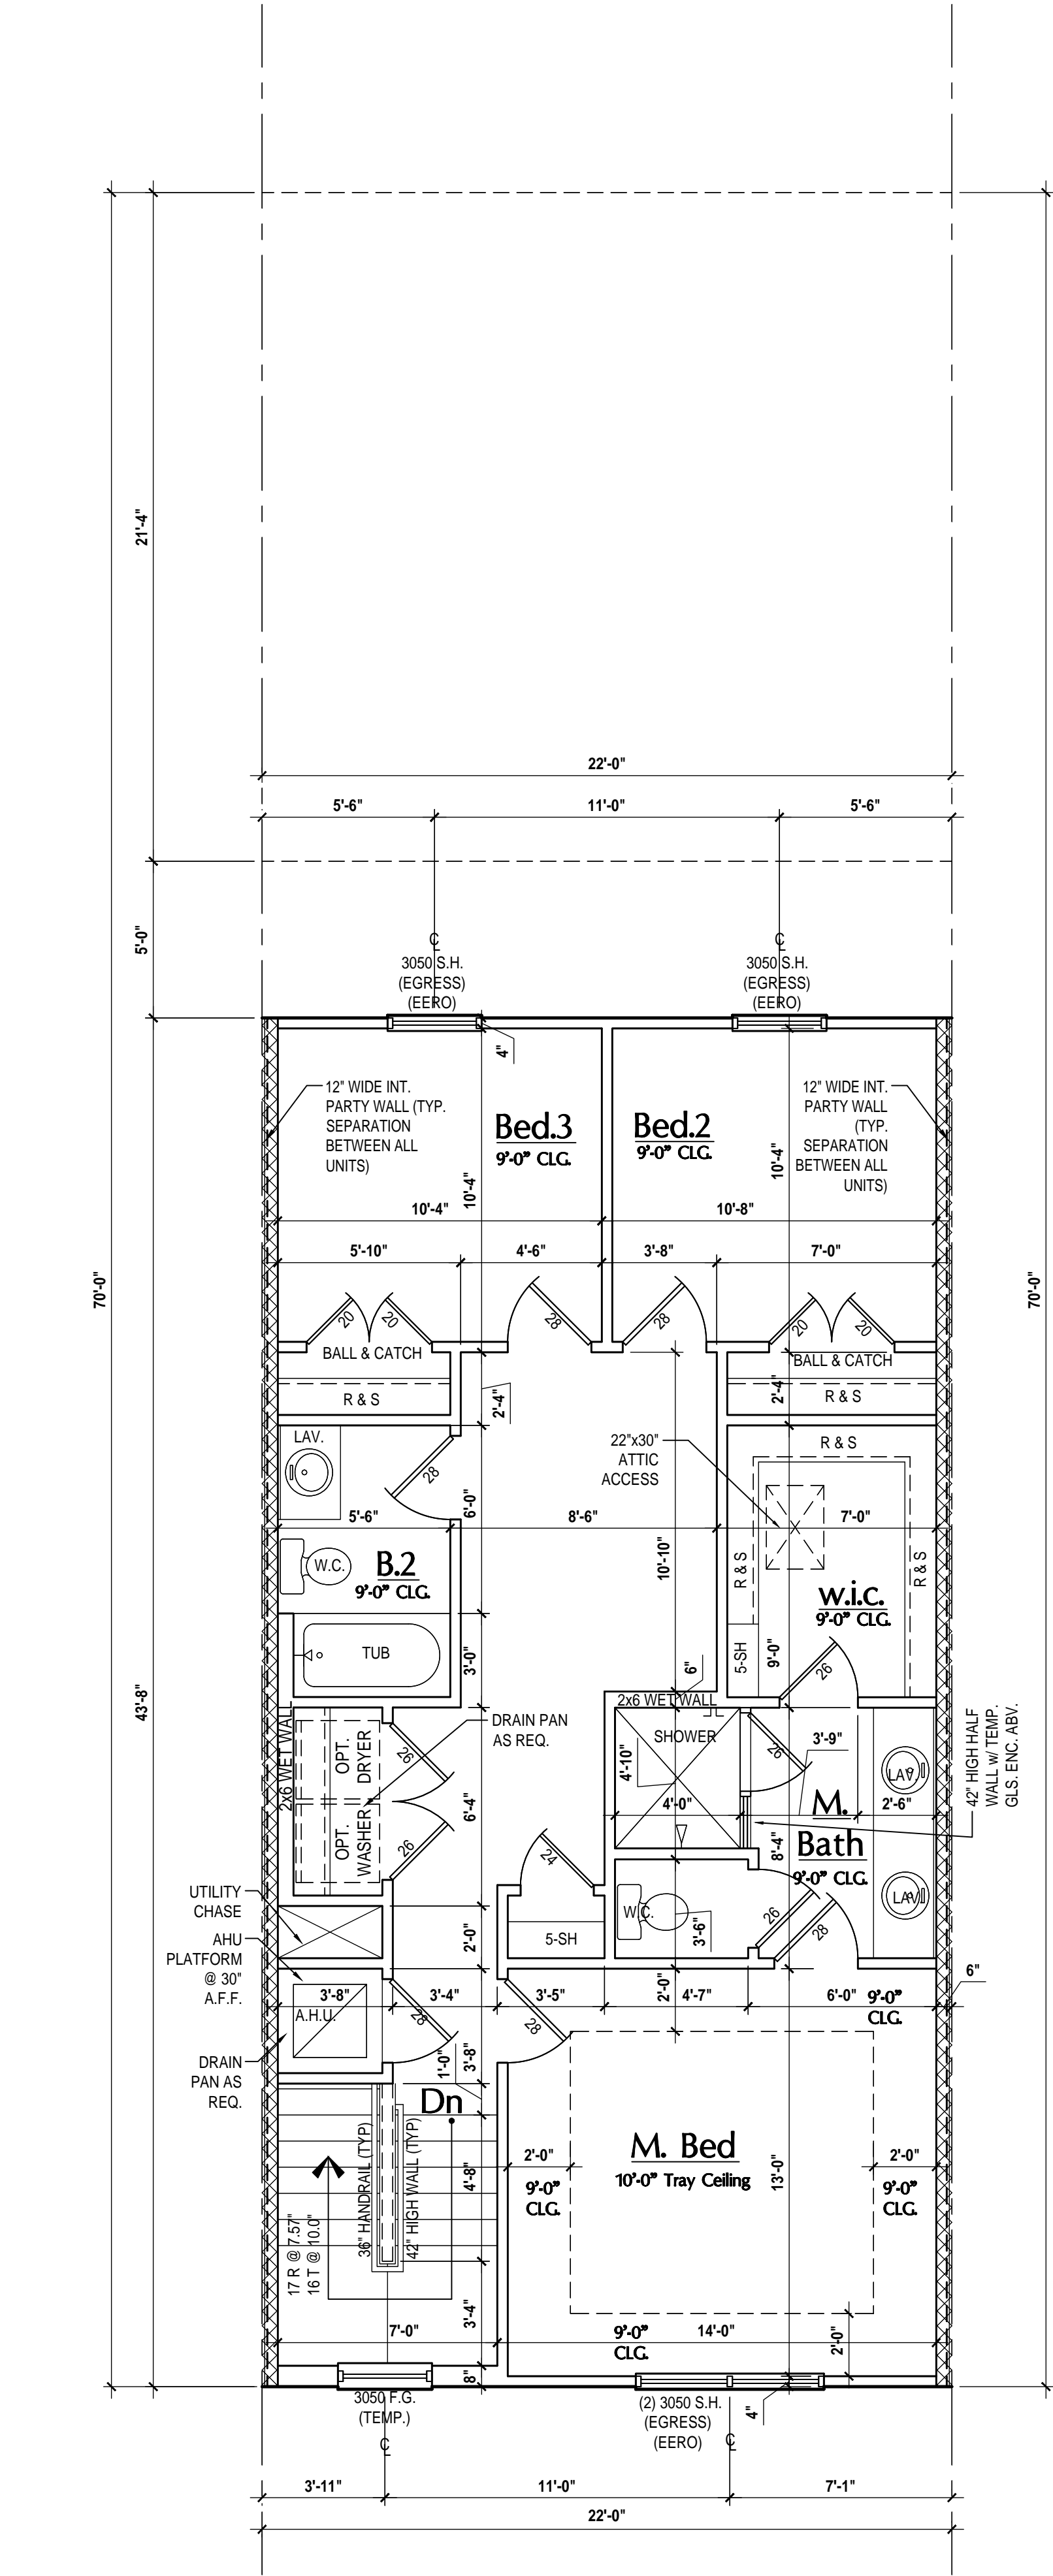 22'-0"
5'-6"
11'-0"
5'-6"
21'-4"
5'-0"
70'-0"
43'-8"
70'-0"
3050 S.H.
(EGRESS)
(EERO)
3050 S.H.
(EGRESS)
(EERO)
4"
12" WIDE INT.
PARTY WALL (TYP.
SEPARATION
BETWEEN ALL
UNITS)
Bed.3
9'-0" CLG.
Bed.2
9'-0" CLG.
12" WIDE INT.
PARTY WALL
(TYP.
SEPARATION
BETWEEN ALL
UNITS)
10'-4"
10'-4"
10'-4"
10'-8"
5'-10"
4'-6"
3'-8"
7'-0"
20
20
28
28
20
20
BALL & CATCH
R & S
BALL & CATCH
R & S
2'-4"
2'-4"
LAV.
28
22"x30"
ATTIC
ACCESS
R & S
5'-6"
6'-0"
8'-6"
7'-0"
10'-10"
W.C.
B.2
9'-0" CLG.
R & S
R & S
w.i.c.
9'-0" CLG.
TUB
3'-0"
6"
5-SH
9'-0"
26
2x6 WET WALL
2x6 WET WALL
SHOWER
DRAIN PAN
AS REQ.
OPT.
DRYER
OPT.
WASHER
26
26
6'-4"
4'-10"
4'-0"
26
3'-9"
M.
Bath
9'-0" CLG.
8'-4"
LAV.
2'-6"
LAV.
42" HIGH HALF
WALL w/ TEMP.
GLS. ENC. ABV.
24
5-SH
W.C.
3'-6"
26
28
UTILITY
CHASE
AHU
PLATFORM
@ 30"
A.F.F.
2'-0"
2'-0"
6"
3'-8"
3'-4"
3'-5"
4'-7"
6'-0"
9'-0"
CLG.
A.H.U.
28
28
DRAIN
PAN AS
REQ.
1'-0"
3'-8"
Dn
M. Bed
10'-0" Tray Ceiling
2'-0"
9'-0"
CLG.
2'-0"
9'-0"
CLG.
13'-0"
4'-8"
36" HANDRAIL (TYP)
42" HIGH WALL (TYP)
17 R @ 7.57"
16 T @ 10.0"
3'-4"
7'-0"
9'-0"
CLG.
14'-0"
2'-0"
8"
4"
3050 F.G.
(TEMP.)
(2) 3050 S.H.
(EGRESS)
(EERO)
3'-11"
11'-0"
7'-1"
22'-0"